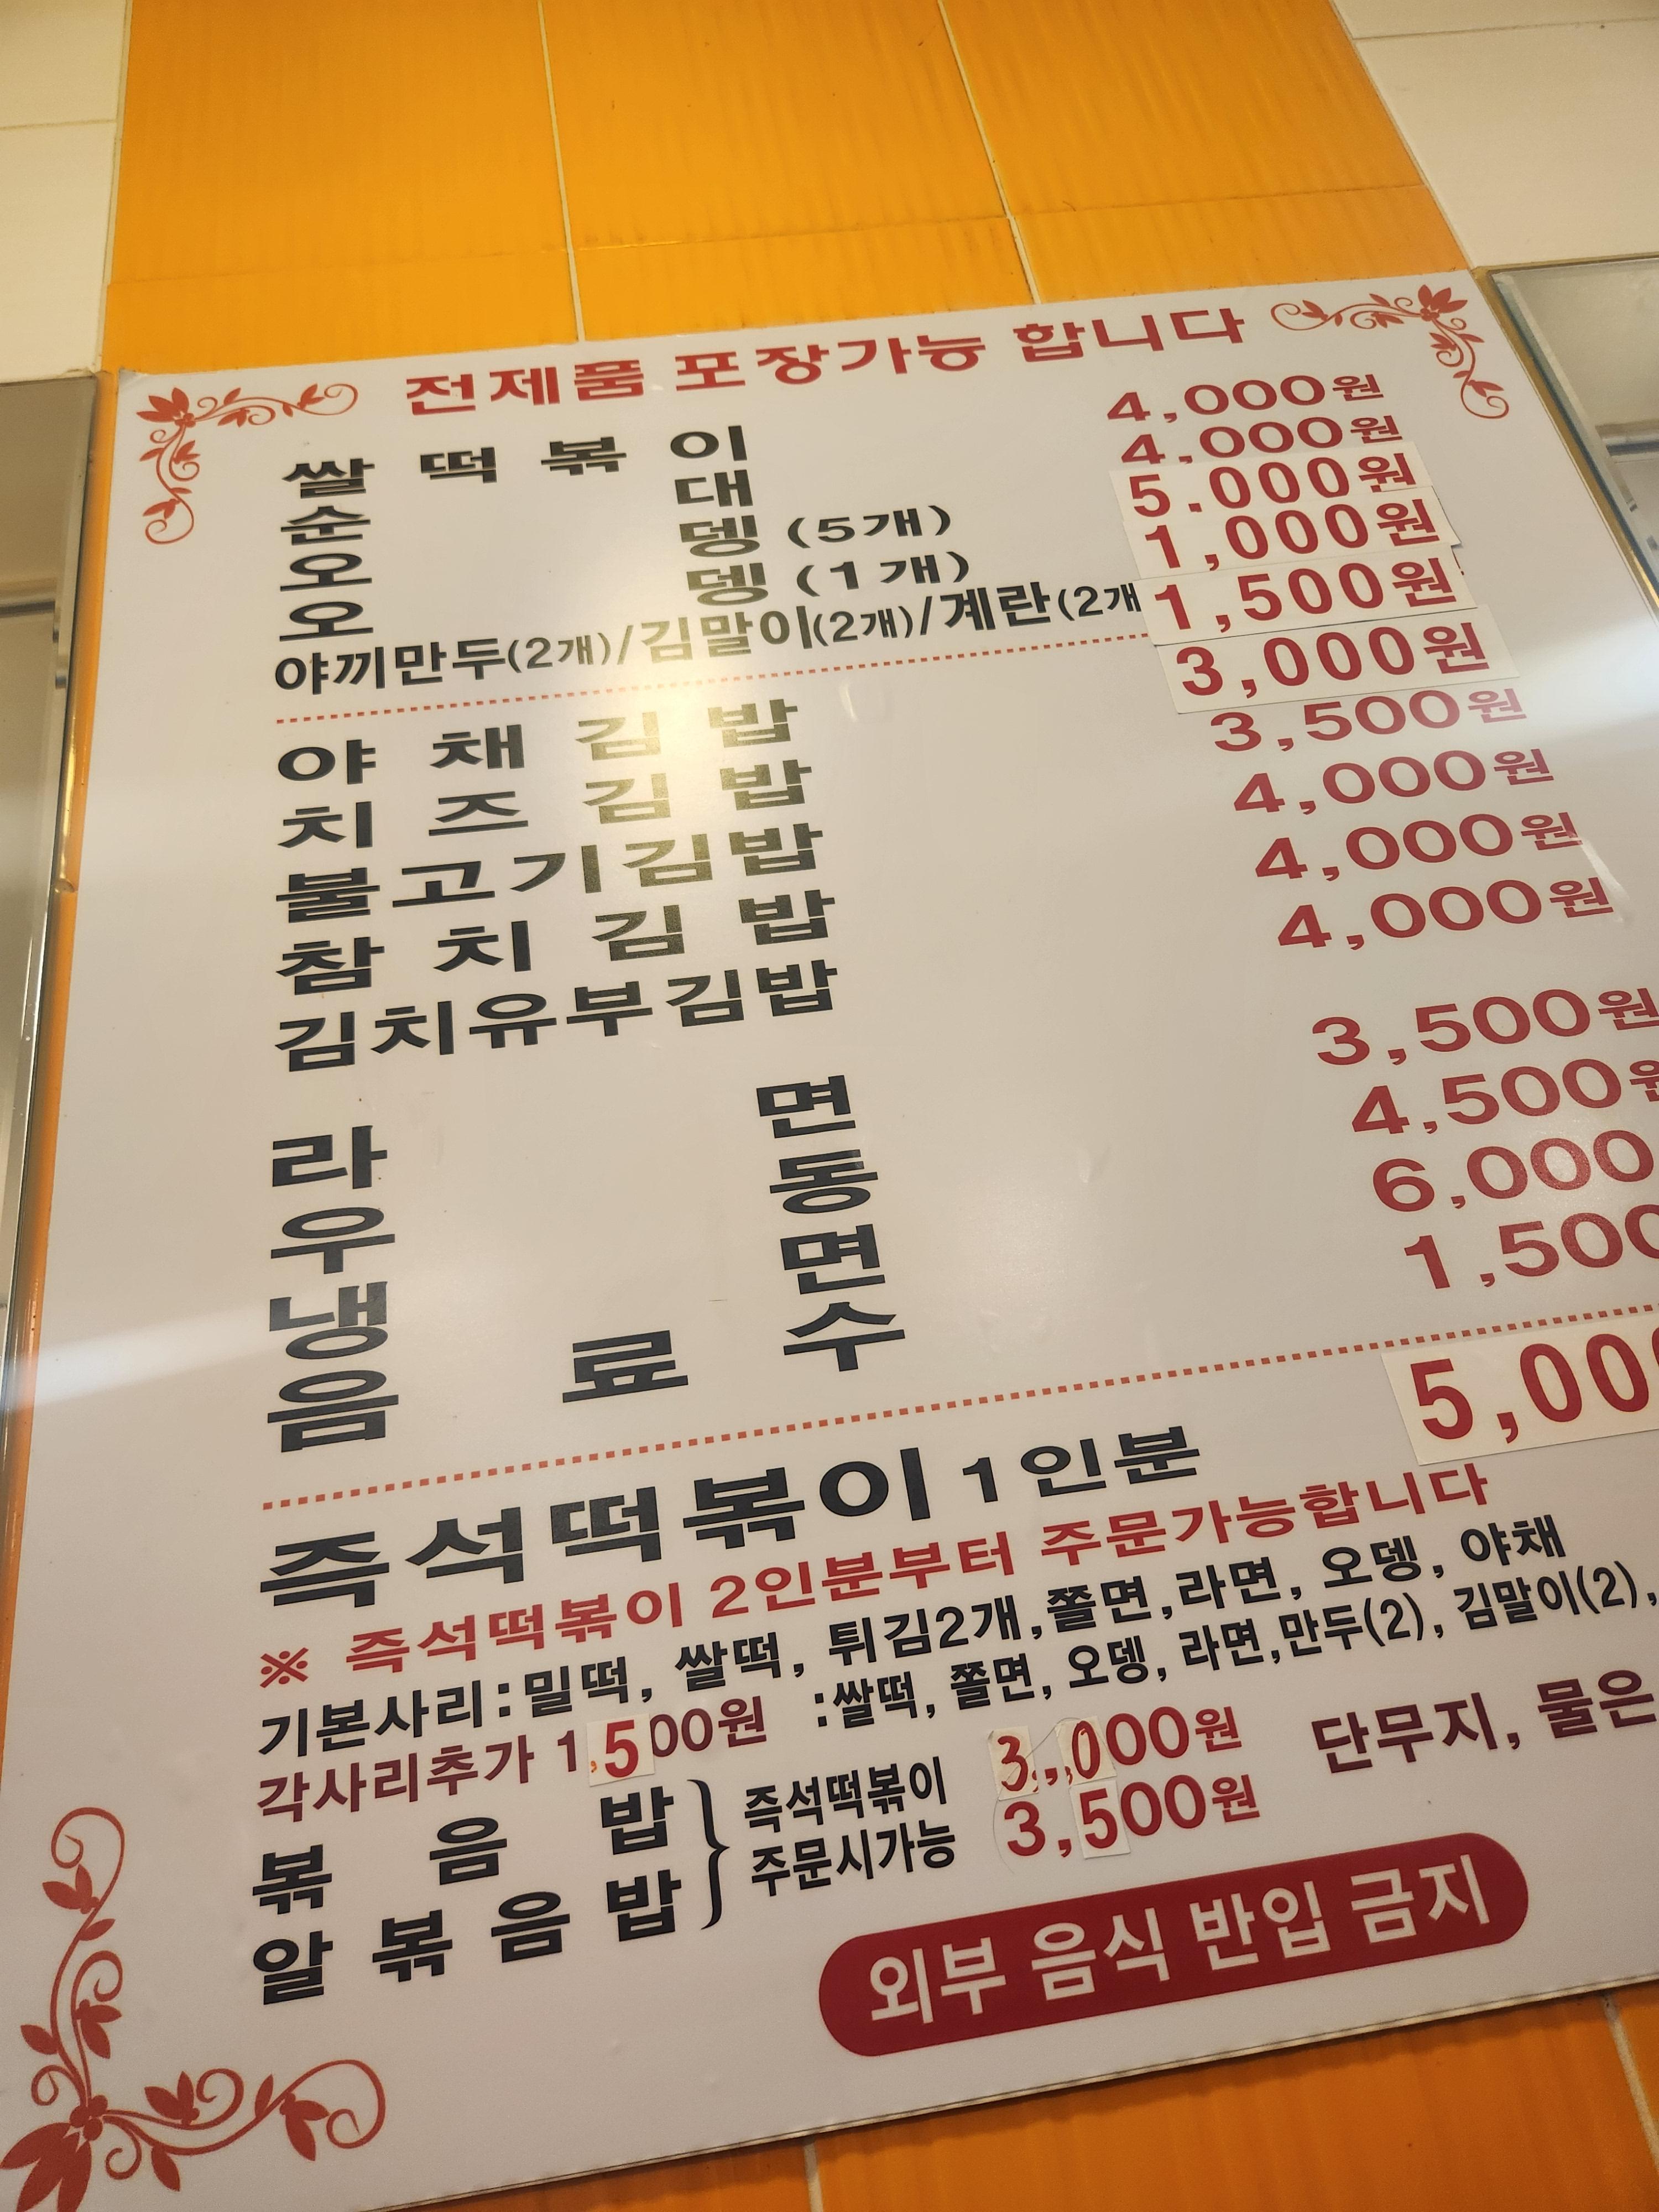 전제품 포장가능 합니다
쌀떡볶이 4,000원
순대 4,000원
오뎅 (5개) 5.000원
오뎅 (1개) 1,000원
야끼만두(2개)/김말이(2개)/계란(2개 1,500원
야채김밥 3,000원
치즈김밥 3,500원
불고기김밥 4,000원
참치김밥 4,000원
김치유부김밥 4,000원
라면 3,500원
우동 4,500원
냉면 6,000
음료수 1,500
즉석떡볶이 1인분 5,000
※ 즉석떡볶이 2인분부터 주문가능합니다
기본사리:밀떡, 쌀떡, 튀김2개,쫄면,라면, 오뎅, 야채
각사리추가 1,500원 :쌀떡, 쫄면, 오뎅, 라면,만두(2), 김말이(2),
볶음밥 } 즉석떡볶이 3,000원 단무지, 물은
알볶음밥 주문시가능 3,500원
외부 음식 반입 금지